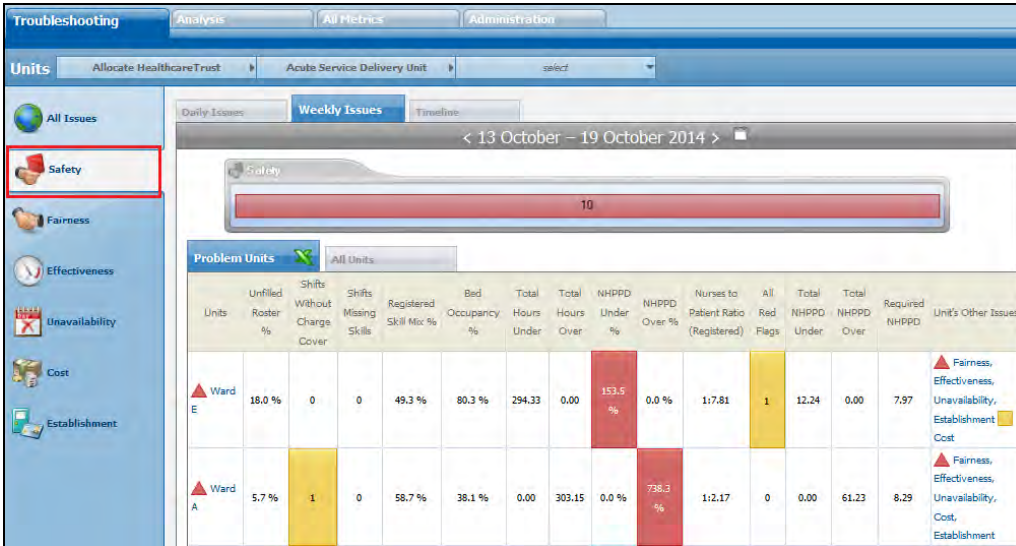 Troubleshooting Analysis All Metrics Administration
Units Allocate HealthcareTrust Acute Service Delivery Unit select
All Issues
Safety
Fairness
Effectiveness
Unavailability
Cost
Establishment
Daily Issues Weekly Issues Timeline
< 13 October – 19 October 2014 >
Safety
10
Problem Units All Units
Units Unfilled Roster % Shifts Without Charge Cover Shifts Missing Skills Registered Skill Mix % Bed Occupancy % Total Hours Under Total Hours Over NHPPD Under % NHPPD Over % Nurses to Patient Ratio (Registered) All Red Flags Total NHPPD Under Total NHPPD Over Required NHPPD Unit's Other Issues
Ward E 18.0 % 0 0 49.3 % 80.3 % 294.33 0.00 153.5 % 0.0 % 1:7.81 1 12.24 0.00 7.97 Fairness,
Effectiveness,
Unavailability,
Establishment
Cost
Ward A 5.7 % 1 0 58.7 % 38.1 % 0.00 303.15 0.0 % 738.3 % 1:2.17 0 0.00 61.23 8.29 Fairness,
Effectiveness,
Unavailability,
Cost,
Establishment